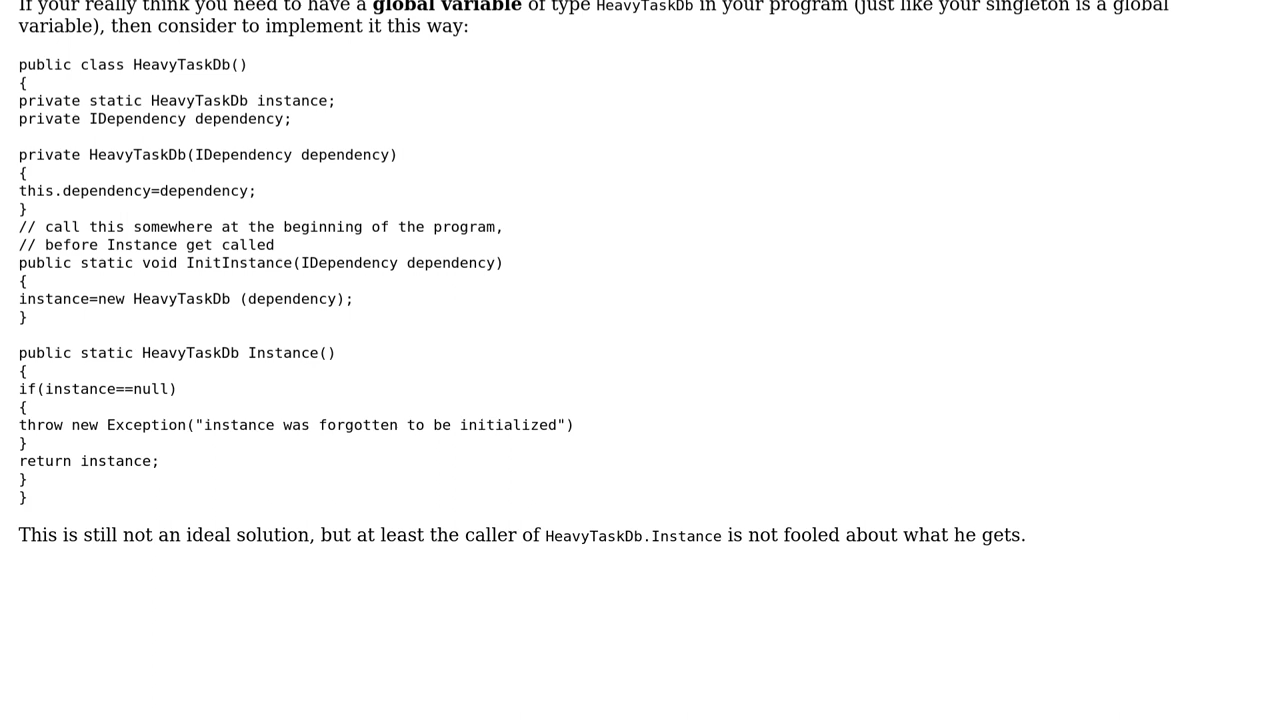 If your really think you need to have a global variable of type HeavyTaskDb in your program (just like your singleton is a global
variable), then consider to implement it this way:
public class HeavyTaskDb()
{
private static HeavyTaskDb instance;
private IDependency dependency;
private HeavyTaskDb(IDependency dependency)
{
this.dependency=dependency;
}
// call this somewhere at the beginning of the program,
// before Instance get called
public static void InitInstance(IDependency dependency)
{
instance=new HeavyTaskDb (dependency);
}
public static HeavyTaskDb Instance()
{
if(instance==null)
{
throw new Exception("instance was forgotten to be initialized")
}
return instance;
}
}
This is still not an ideal solution, but at least the caller of HeavyTaskDb.Instance is not fooled about what he gets.